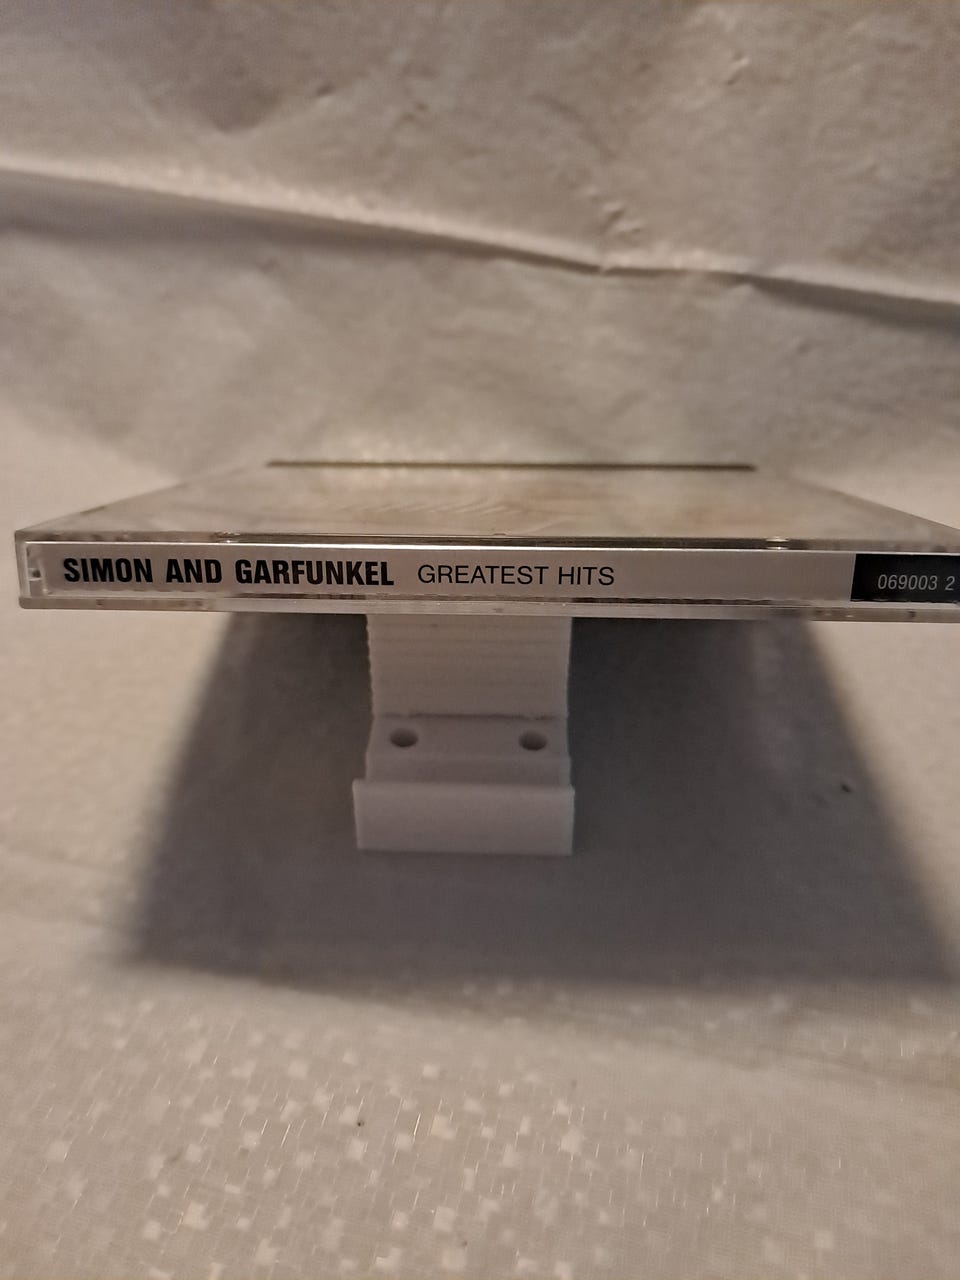 SIMON AND GARFUNKEL GREATEST HITS 069003 2